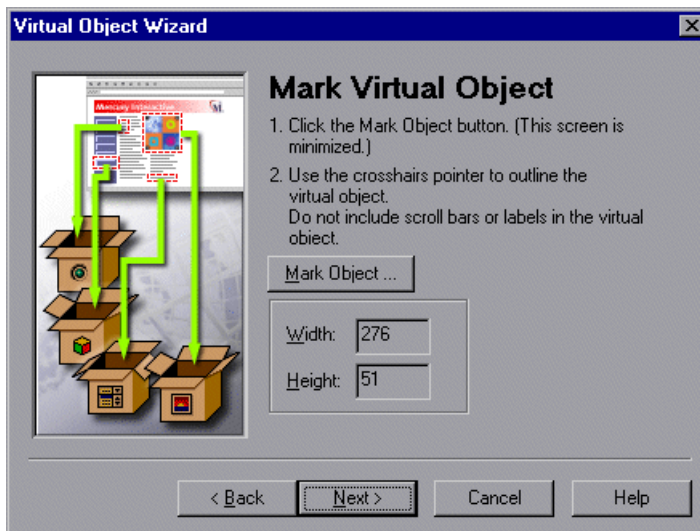 Virtual Object Wizard
Mercury Interactive
Mark Virtual Object
1. Click the Mark Object button. (This screen is
minimized.)
2. Use the crosshairs pointer to outline the
virtual object.
Do not include scroll bars or labels in the virtual
object.
Mark Object ...
Width: 276
Height: 51
< Back Next > Cancel Help